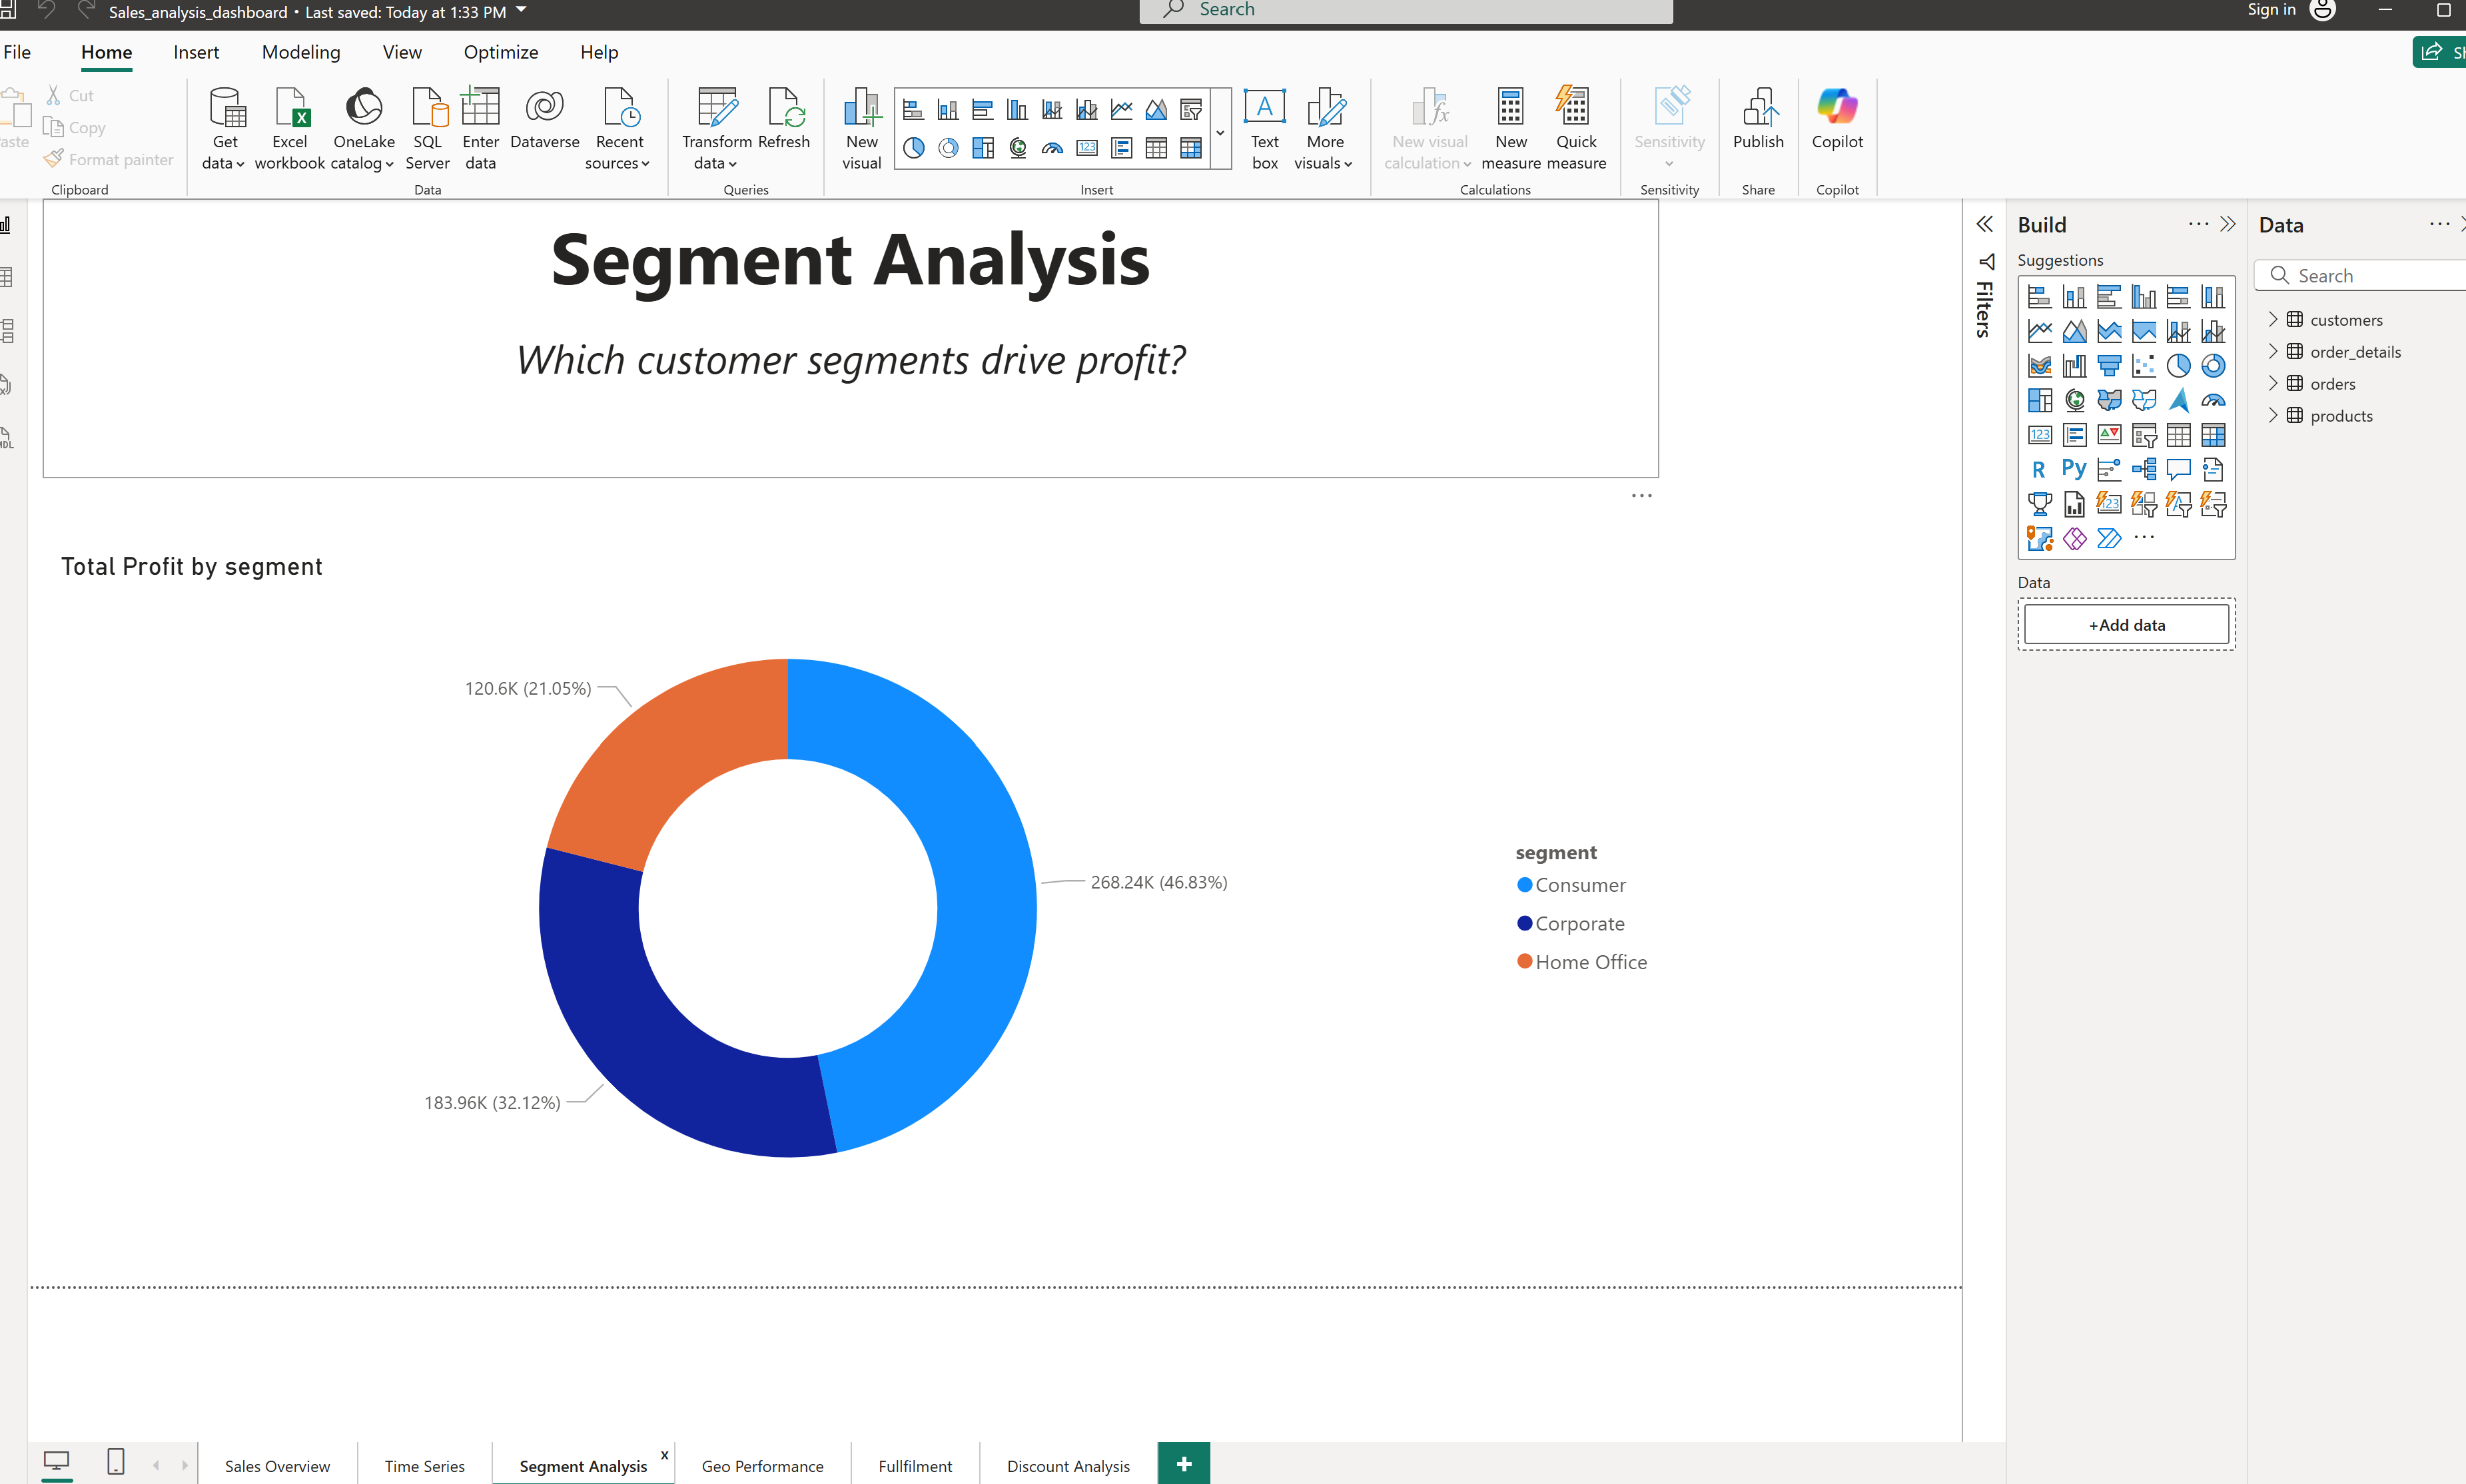 Sales_analysis_dashboard • Last saved: Today at 1:33 PM
Search
Sign in
File
Home
Insert
Modeling
View
Optimize
Help
Cut
Copy
Format painter
Clipboard
Get data
Excel workbook
OneLake catalog
SQL Server
Enter data
Dataverse
Recent sources
Data
Transform data
Refresh
Queries
New visual
Insert
Text box
More visuals
New visual calculation
New measure
Quick measure
Calculations
Sensitivity
Sensitivity
Publish
Share
Copilot
Copilot
Segment Analysis
Which customer segments drive profit?
Total Profit by segment
120.6K (21.05%)
268.24K (46.83%)
183.96K (32.12%)
segment
Consumer
Corporate
Home Office
Filters
Build
Suggestions
R
Py
123
123
Data
+Add data
Data
Search
customers
order_details
orders
products
Sales Overview
Time Series
Segment Analysis
x
Geo Performance
Fullfilment
Discount Analysis
+